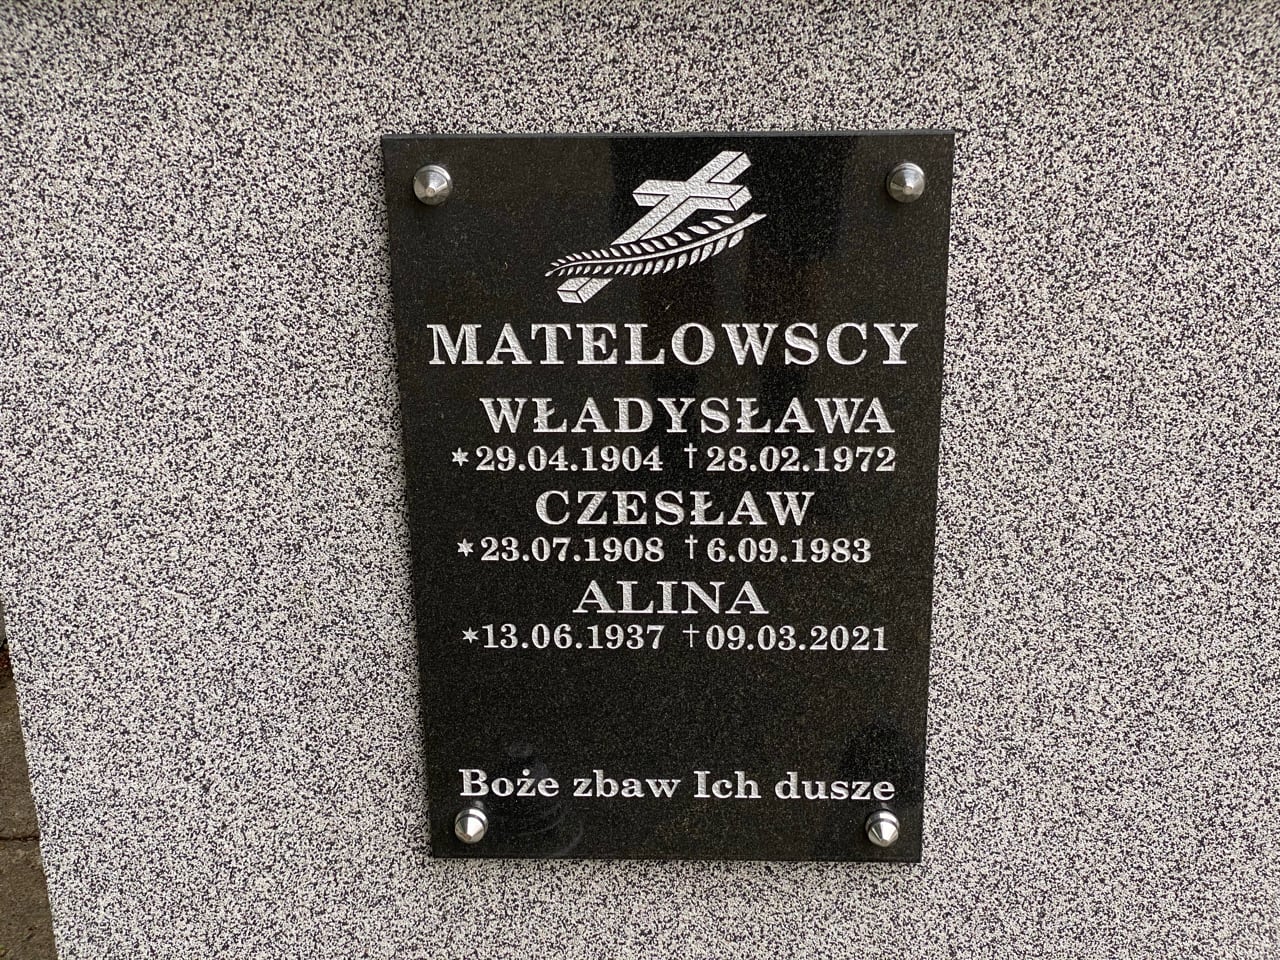 MATELOWSCY
WŁADYSŁAWA
*29.04.1904 †28.02.1972
CZESŁAW
*23.07.1908 †6.09.1983
ALINA
*13.06.1937 †09.03.2021
Boże zbaw Ich dusze